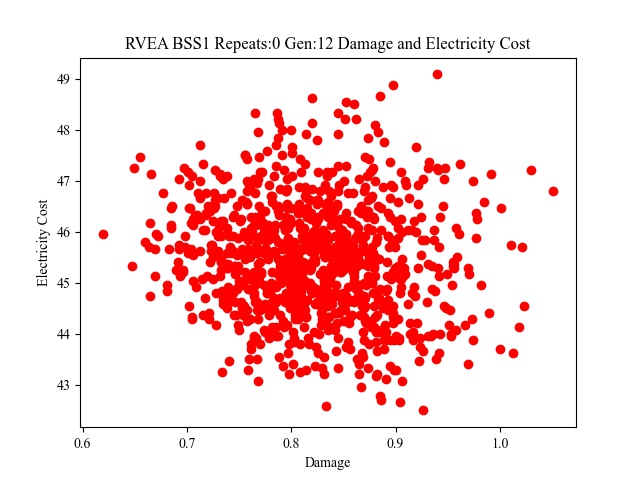 RVEA BSS1 Repeats:0 Gen:12 Damage and Electricity Cost
49
48
47
46
45
44
43
Electricity Cost
0.6 0.7 0.8 0.9 1.0
Damage